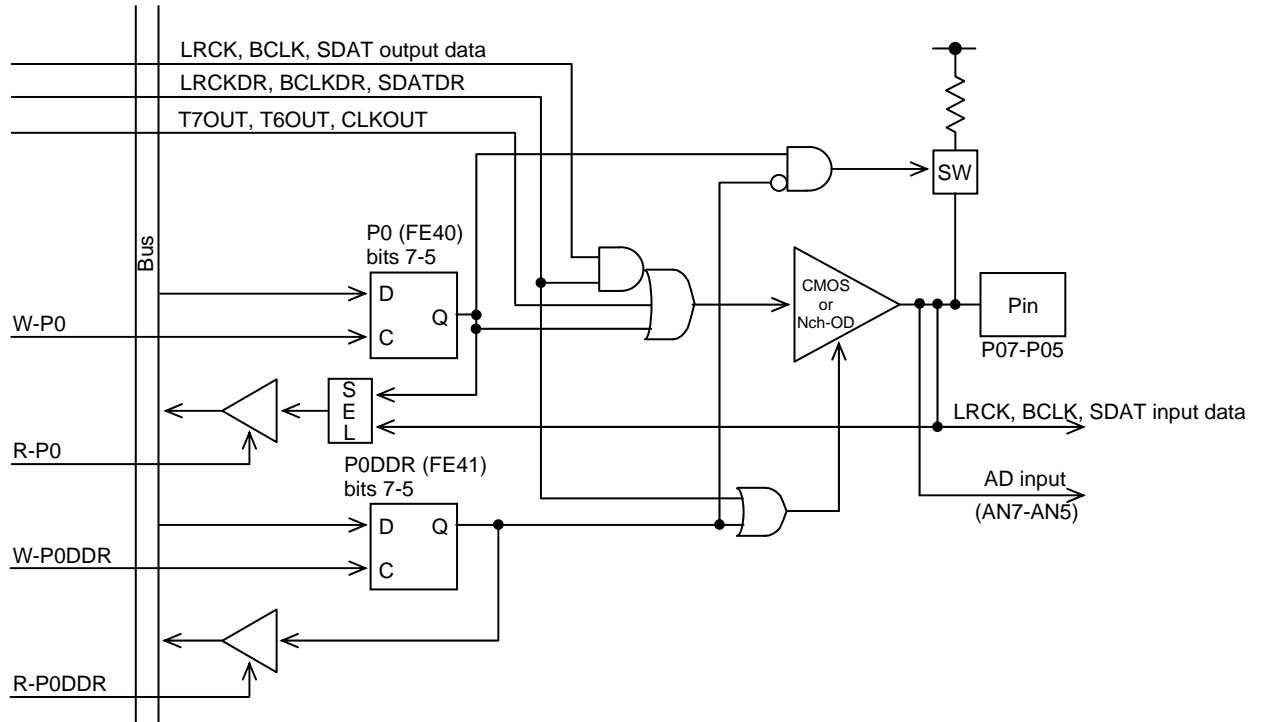 LRCK, BCLK, SDAT output data
LRCKDR, BCLKDR, SDATDR
T7OUT, T6OUT, CLKOUT
SW
Bus
P0 (FE40)
bits 7-5
D
Q
C
W-P0
CMOS
or
Nch-OD
Pin
P07-P05
S
E
L
LRCK, BCLK, SDAT input data
R-P0
P0DDR (FE41)
bits 7-5
AD input
(AN7-AN5)
D
Q
C
W-P0DDR
R-P0DDR